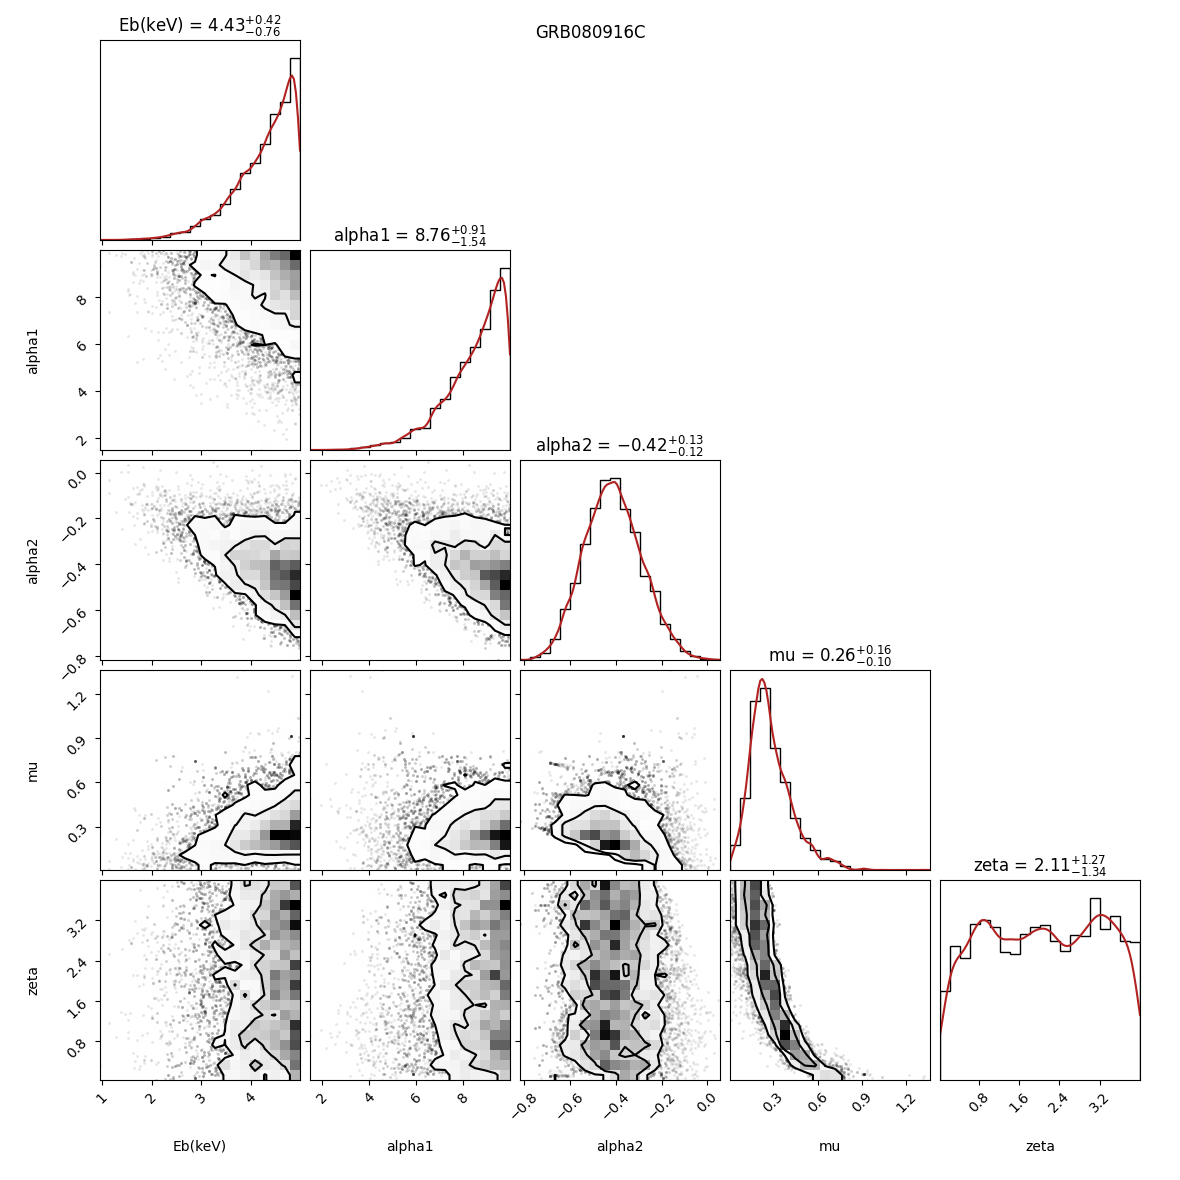 GRB080916C
Eb(keV) = 4.43+0.42−0.76
alpha1 = 8.76+0.91−1.54
8
6
4
2
alpha1
alpha2 = −0.42+0.13−0.12
0.0
−0.2
−0.4
−0.6
−0.8
alpha2
mu = 0.26+0.16−0.10
1.2
0.9
0.6
0.3
mu
zeta = 2.11+1.27−1.34
3.2
2.4
1.6
0.8
zeta
1 2 3 4 2 4 6 8 −0.8 −0.6 −0.4 −0.2 0.0 0.3 0.6 0.9 1.2 0.8 1.6 2.4 3.2
Eb(keV) alpha1 alpha2 mu zeta